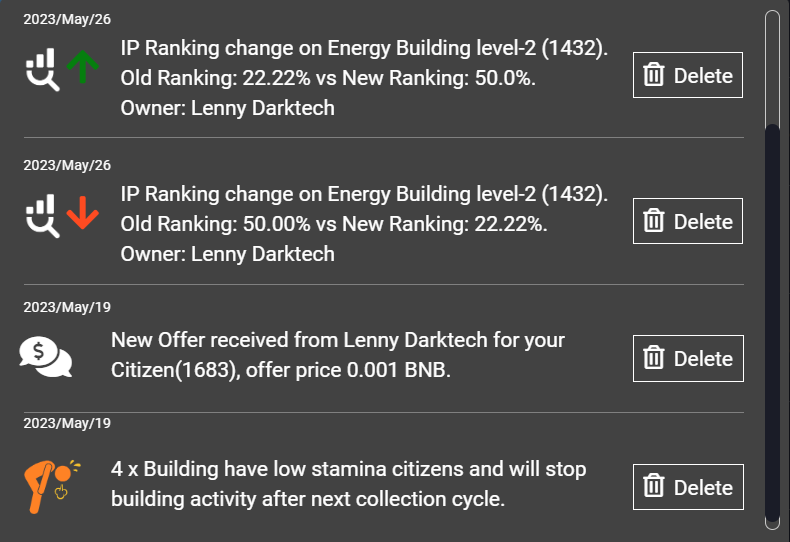 2023/May/26
IP Ranking change on Energy Building level-2 (1432).
Old Ranking: 22.22% vs New Ranking: 50.0%.
Owner: Lenny Darktech
Delete
2023/May/26
IP Ranking change on Energy Building level-2 (1432).
Old Ranking: 50.00% vs New Ranking: 22.22%.
Owner: Lenny Darktech
Delete
2023/May/19
New Offer received from Lenny Darktech for your
Citizen(1683), offer price 0.001 BNB.
Delete
2023/May/19
4 x Building have low stamina citizens and will stop
building activity after next collection cycle.
Delete